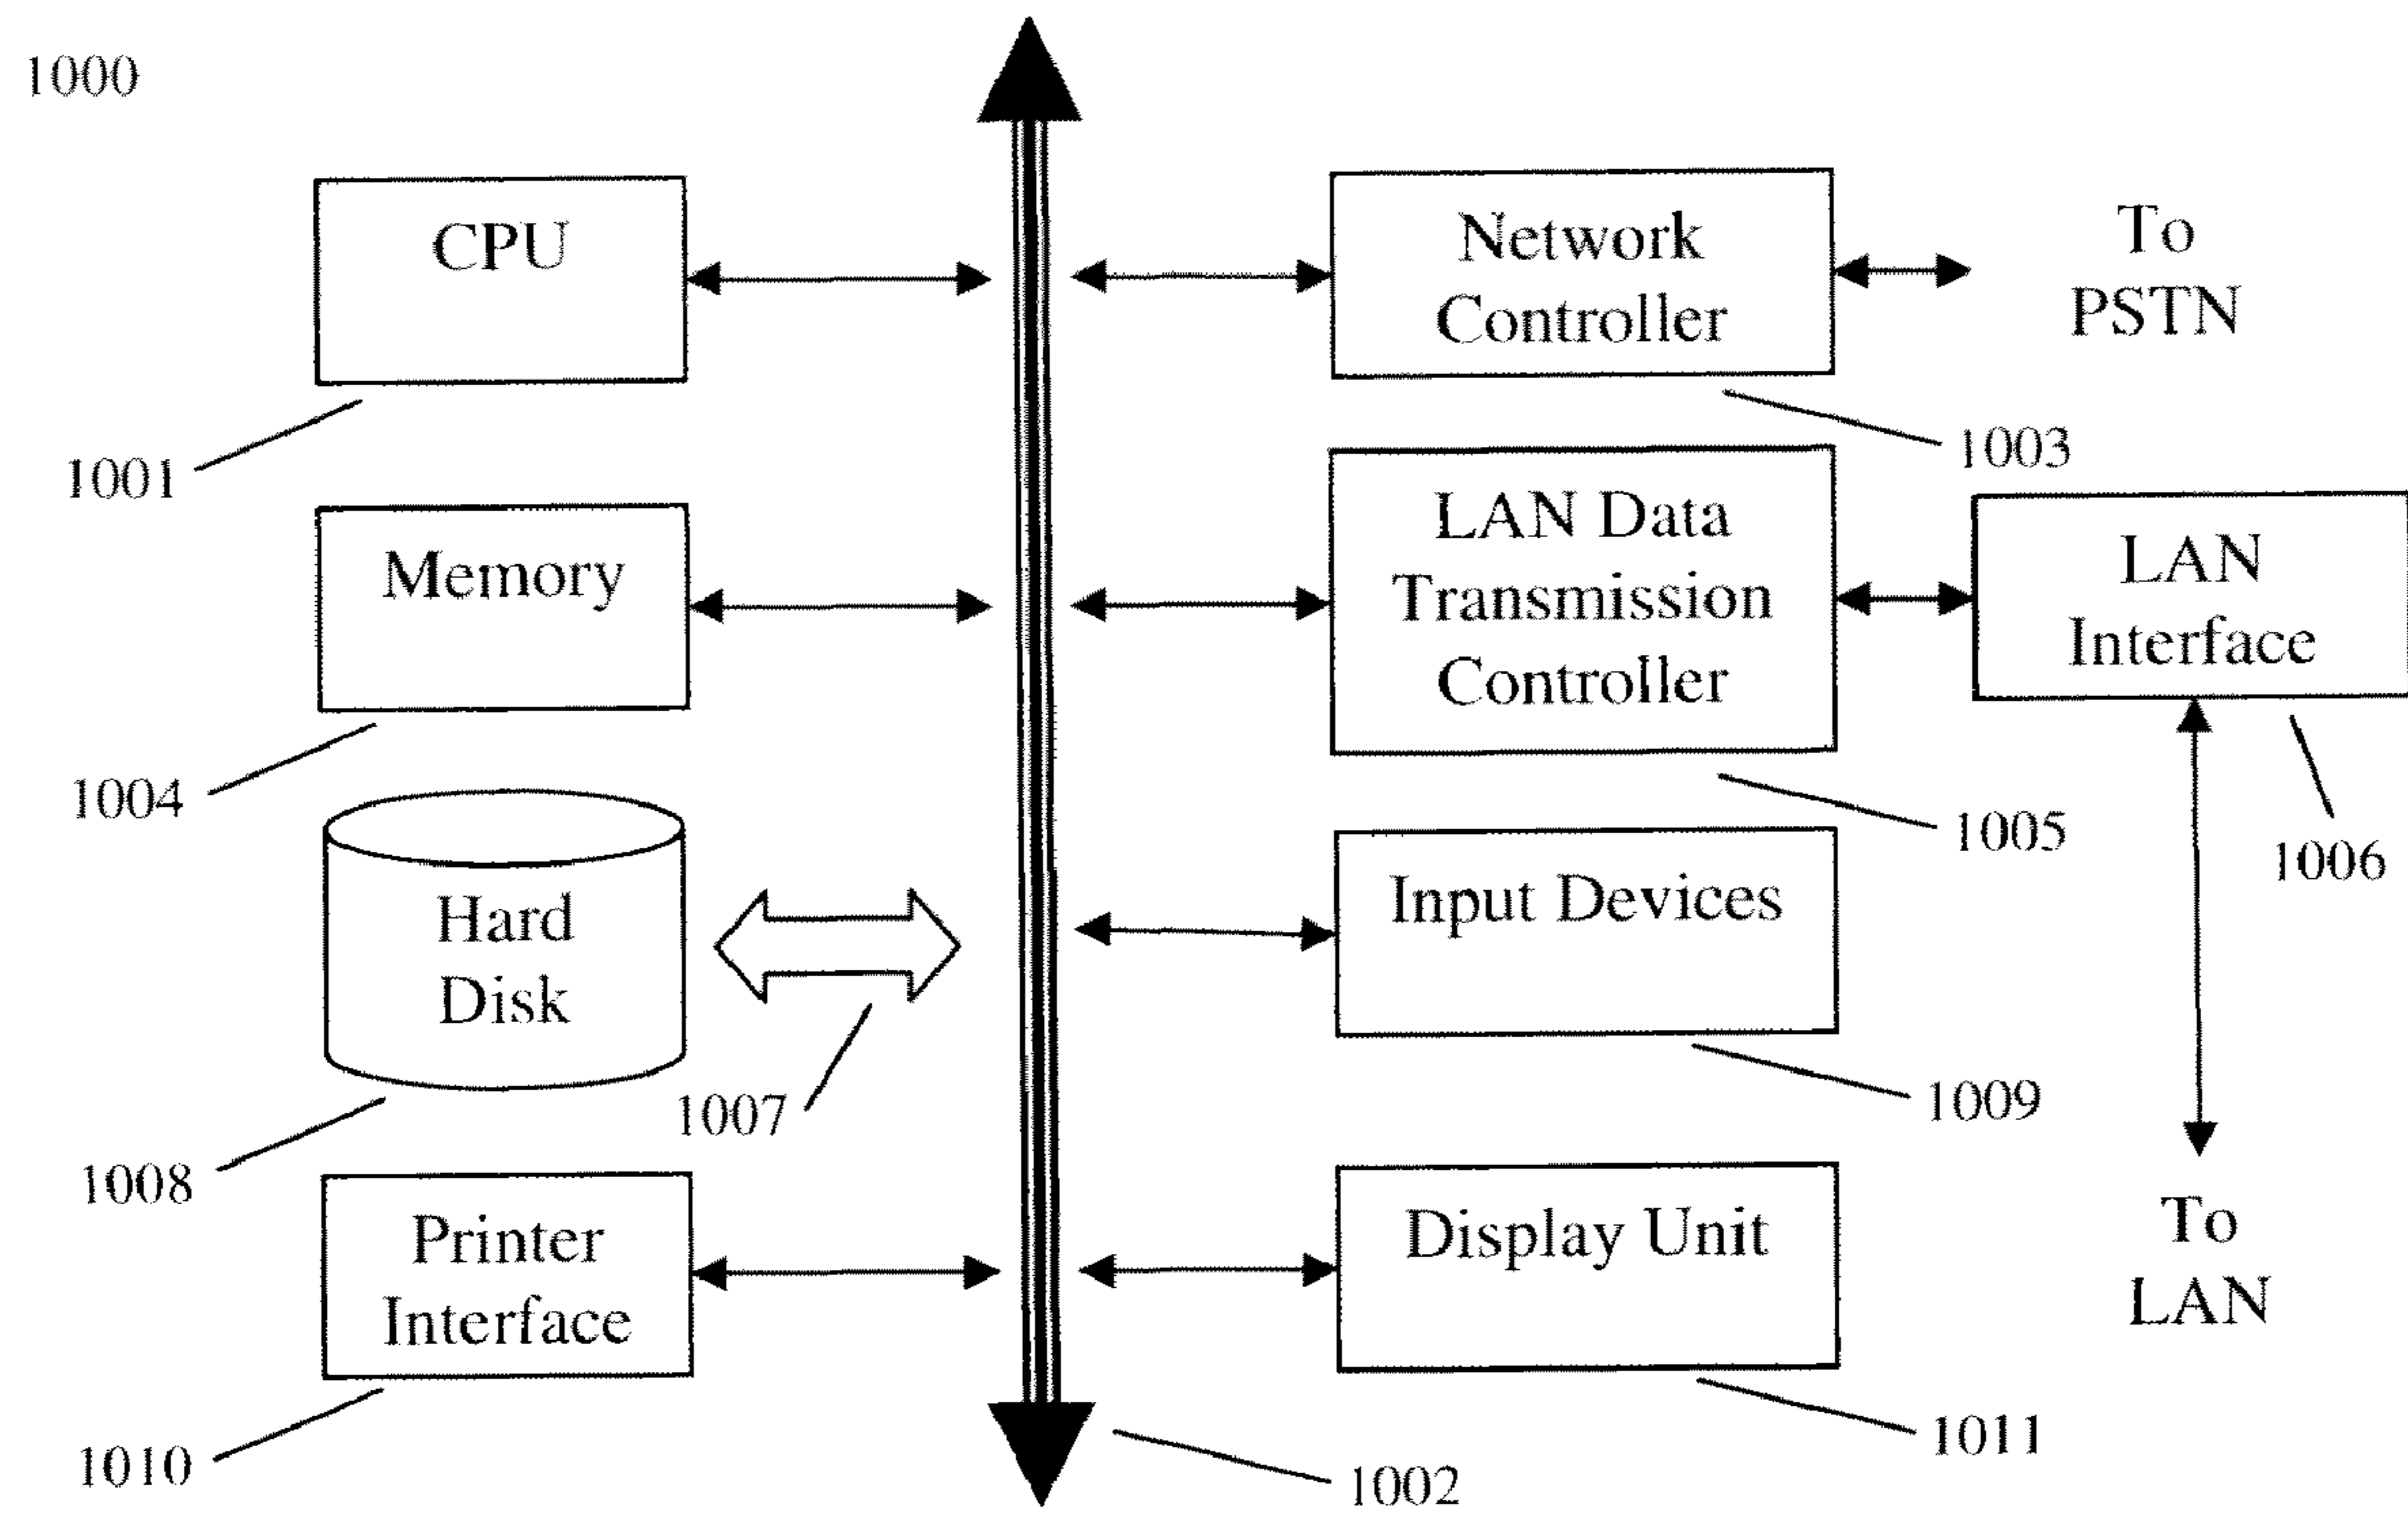 1000
CPU
1001
Network
Controller
To
PSTN
1003
Memory
1004
LAN Data
Transmission
Controller
1005
LAN
Interface
1006
Hard
Disk
1007
1008
Input Devices
1009
Printer
Interface
1010
Display Unit
1011
To
LAN
1002